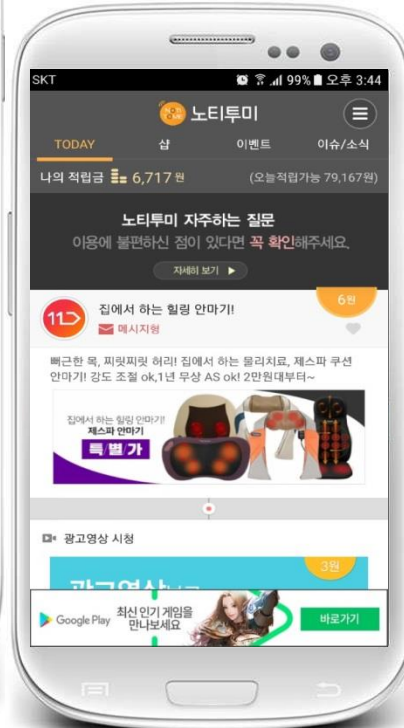 SKT
99% 오후 3:44
NOTI TO ME
노티투미
TODAY 샵 이벤트 이슈/소식
나의 적립금 6,717 원 (오늘적립가능 79,167원)
노티투미 자주하는 질문
이용에 불편하신 점이 있다면 꼭 확인해주세요.
자세히 보기 ▶
6원
11
집에서 하는 힐링 안마기!
메시지형
뻐근한 목, 찌릿찌릿 허리! 집에서 하는 물리치료, 제스파 쿠션
안마기! 강도 조절 ok,1년 무상 AS ok! 2만원대부터~
집에서 하는 힐링 안마기!
제스파 안마기
특/별/가
광고영상 시청
3원
광고영상보고
Google Play
최신 인기 게임을
만나보세요
바로가기